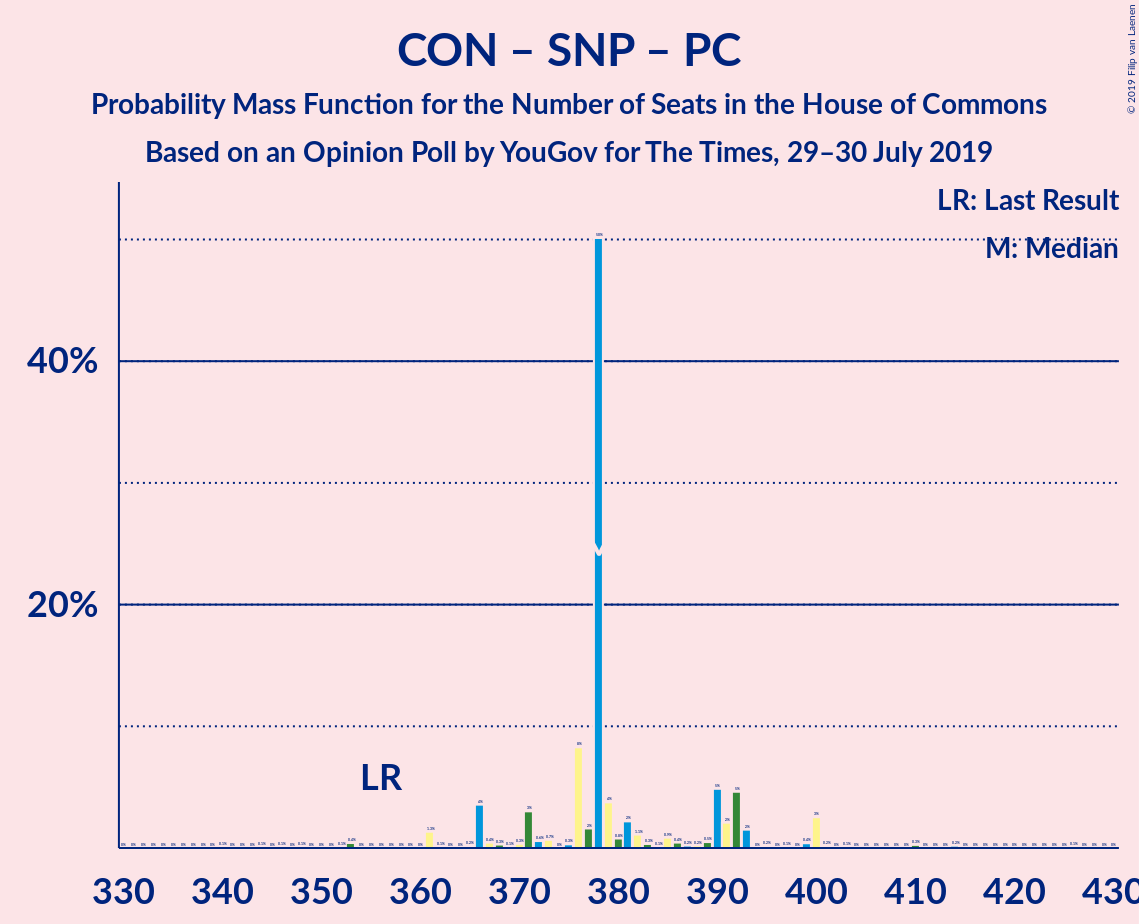 CON – SNP – PC
Probability Mass Function for the Number of Seats in the House of Commons
Based on an Opinion Poll by YouGov for The Times, 29–30 July 2019
© 2019 Filip van Laenen
LR: Last Result
M: Median
40%
20%
LR
M
330 340 350 360 370 380 390 400 410 420 430